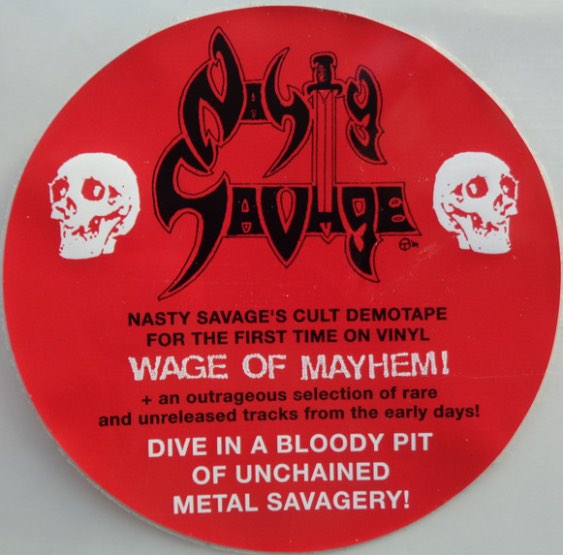 Nasty
Savage
NASTY SAVAGE'S CULT DEMOTAPE
FOR THE FIRST TIME ON VINYL
WAGE OF MAYHEM!
+ an outrageous selection of rare
and unreleased tracks from the early days!
DIVE IN A BLOODY PIT
OF UNCHAINED
METAL SAVAGERY!